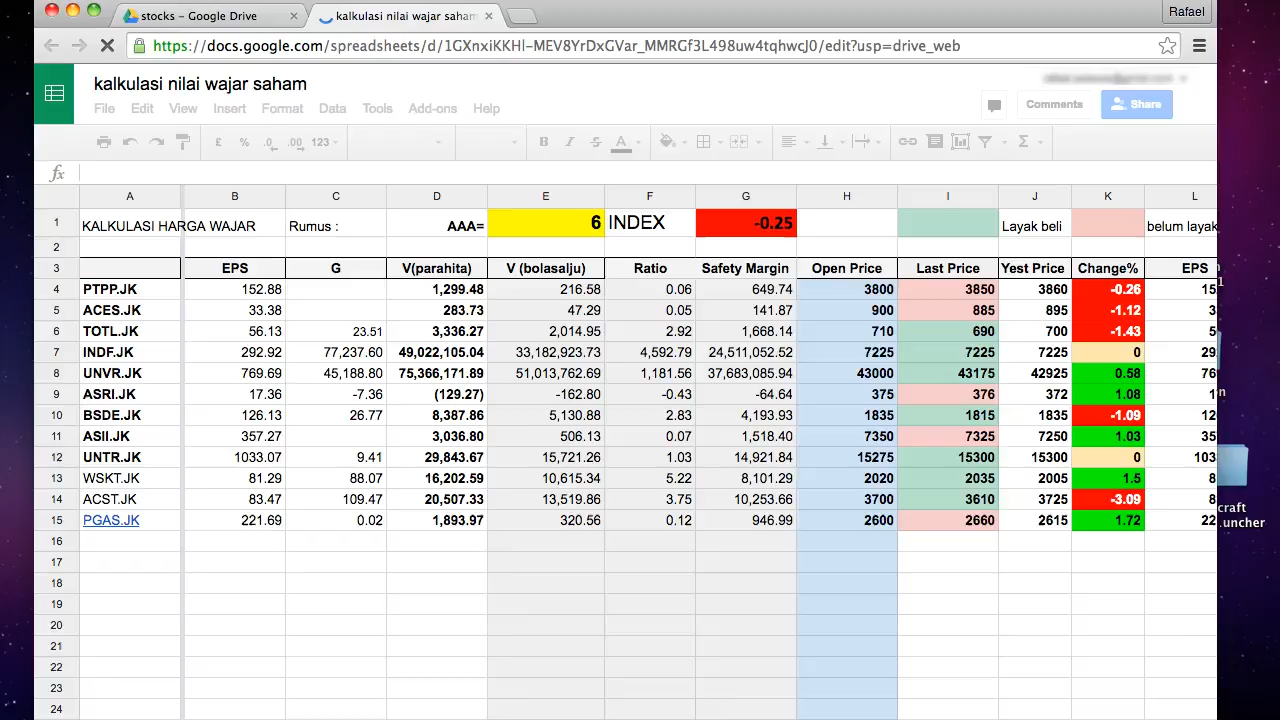 stocks – Google Drive × kalkulasi nilai wajar saham × Rafael
https://docs.google.com/spreadsheets/d/1GXnxiKKHI-MEV8YrDxGVar_MMRGf3L498uw4tqhwcJ0/edit?usp=drive_web
kalkulasi nilai wajar saham
File Edit View Insert Format Data Tools Add-ons Help
Comments Share
£ % .0 .00 123
B I S A Σ
fx
A B C D E F G H I J K L
1 KALKULASI HARGA WAJAR Rumus : AAA= 6 INDEX -0.25 Layak beli belum layak
2
3 EPS G V(parahita) V (bolasalju) Ratio Safety Margin Open Price Last Price Yest Price Change% EPS
4 PTPP.JK 152.88 1,299.48 216.58 0.06 649.74 3800 3850 3860 -0.26 15
5 ACES.JK 33.38 283.73 47.29 0.05 141.87 900 885 895 -1.12 3
6 TOTL.JK 56.13 23.51 3,336.27 2,014.95 2.92 1,668.14 710 690 700 -1.43 5
7 INDF.JK 292.92 77,237.60 49,022,105.04 33,182,923.73 4,592.79 24,511,052.52 7225 7225 7225 0 29
8 UNVR.JK 769.69 45,188.80 75,366,171.89 51,013,762.69 1,181.56 37,683,085.94 43000 43175 42925 0.58 76
9 ASRI.JK 17.36 -7.36 (129.27) -162.80 -0.43 -64.64 375 376 372 1.08 1
10 BSDE.JK 126.13 26.77 8,387.86 5,130.88 2.83 4,193.93 1835 1815 1835 -1.09 12
11 ASII.JK 357.27 3,036.80 506.13 0.07 1,518.40 7350 7325 7250 1.03 35
12 UNTR.JK 1033.07 9.41 29,843.67 15,721.26 1.03 14,921.84 15275 15300 15300 0 103
13 WSKT.JK 81.29 88.07 16,202.59 10,615.34 5.22 8,101.29 2020 2035 2005 1.5 8
14 ACST.JK 83.47 109.47 20,507.33 13,519.86 3.75 10,253.66 3700 3610 3725 -3.09 8
15 PGAS.JK 221.69 0.02 1,893.97 320.56 0.12 946.99 2600 2660 2615 1.72 22
16
17
18
19
20
21
22
23
24
craft
uncher